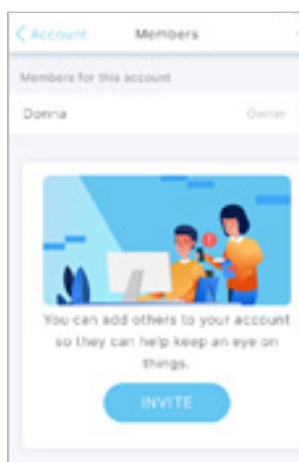 Account Members
Members for this account
Donna Owner
You can add others to your account
so they can help keep an eye on
things.
INVITE